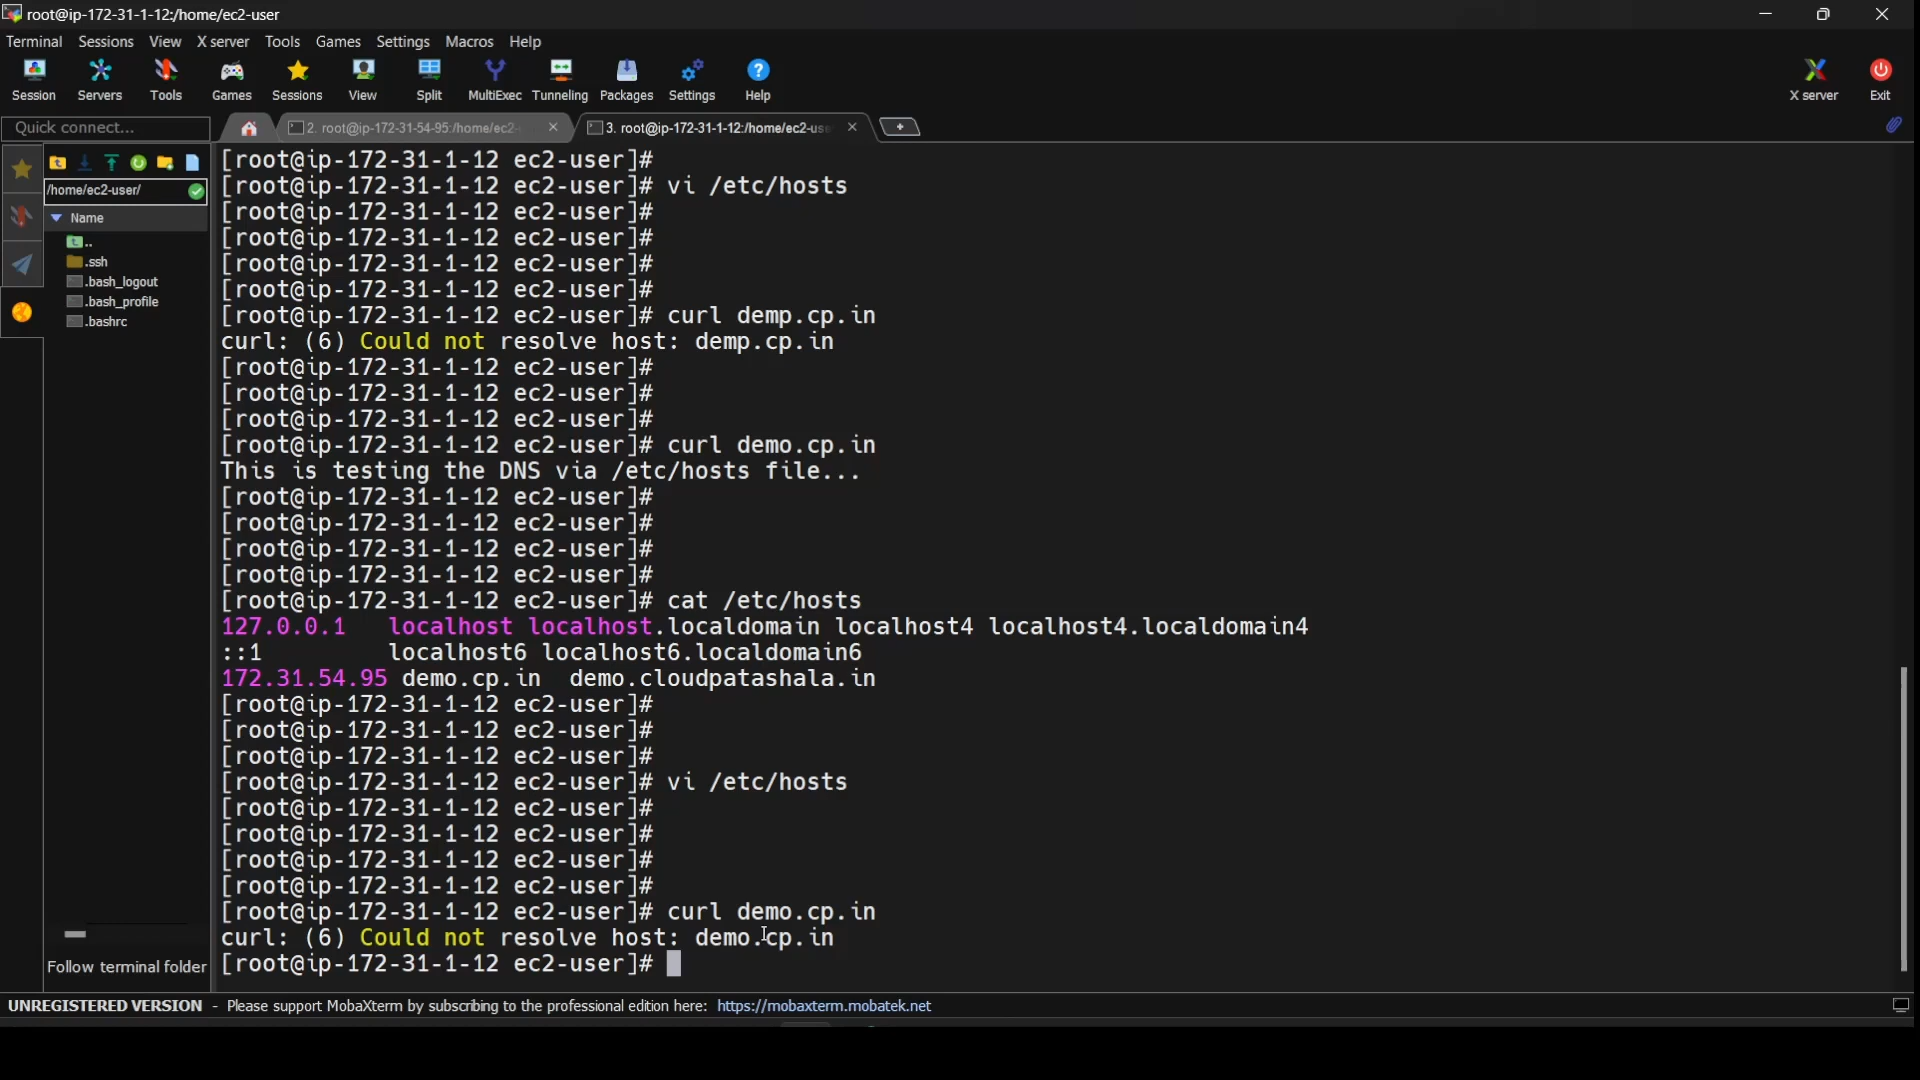 root@ip-172-31-1-12:/home/ec2-user
Terminal Sessions View X server Tools Games Settings Macros Help
Session Servers Tools Games Sessions View Split MultiExec Tunneling Packages Settings Help X server Exit
Quick connect... 2. root@ip-172-31-54-95:/home/ec2- 3. root@ip-172-31-1-12:/home/ec2-us
/home/ec2-user/
Name
..
.ssh
.bash_logout
.bash_profile
.bashrc
Follow terminal folder
[root@ip-172-31-1-12 ec2-user]#
[root@ip-172-31-1-12 ec2-user]# vi /etc/hosts
[root@ip-172-31-1-12 ec2-user]#
[root@ip-172-31-1-12 ec2-user]#
[root@ip-172-31-1-12 ec2-user]#
[root@ip-172-31-1-12 ec2-user]#
[root@ip-172-31-1-12 ec2-user]# curl demp.cp.in
curl: (6) Could not resolve host: demp.cp.in
[root@ip-172-31-1-12 ec2-user]#
[root@ip-172-31-1-12 ec2-user]#
[root@ip-172-31-1-12 ec2-user]#
[root@ip-172-31-1-12 ec2-user]# curl demo.cp.in
This is testing the DNS via /etc/hosts file...
[root@ip-172-31-1-12 ec2-user]#
[root@ip-172-31-1-12 ec2-user]#
[root@ip-172-31-1-12 ec2-user]#
[root@ip-172-31-1-12 ec2-user]#
[root@ip-172-31-1-12 ec2-user]# cat /etc/hosts
127.0.0.1   localhost localhost.localdomain localhost4 localhost4.localdomain4
::1         localhost6 localhost6.localdomain6
172.31.54.95 demo.cp.in  demo.cloudpatashala.in
[root@ip-172-31-1-12 ec2-user]#
[root@ip-172-31-1-12 ec2-user]#
[root@ip-172-31-1-12 ec2-user]#
[root@ip-172-31-1-12 ec2-user]# vi /etc/hosts
[root@ip-172-31-1-12 ec2-user]#
[root@ip-172-31-1-12 ec2-user]#
[root@ip-172-31-1-12 ec2-user]#
[root@ip-172-31-1-12 ec2-user]#
[root@ip-172-31-1-12 ec2-user]# curl demo.cp.in
curl: (6) Could not resolve host: demo.cp.in
[root@ip-172-31-1-12 ec2-user]#
UNREGISTERED VERSION - Please support MobaXterm by subscribing to the professional edition here: https://mobaxterm.mobatek.net